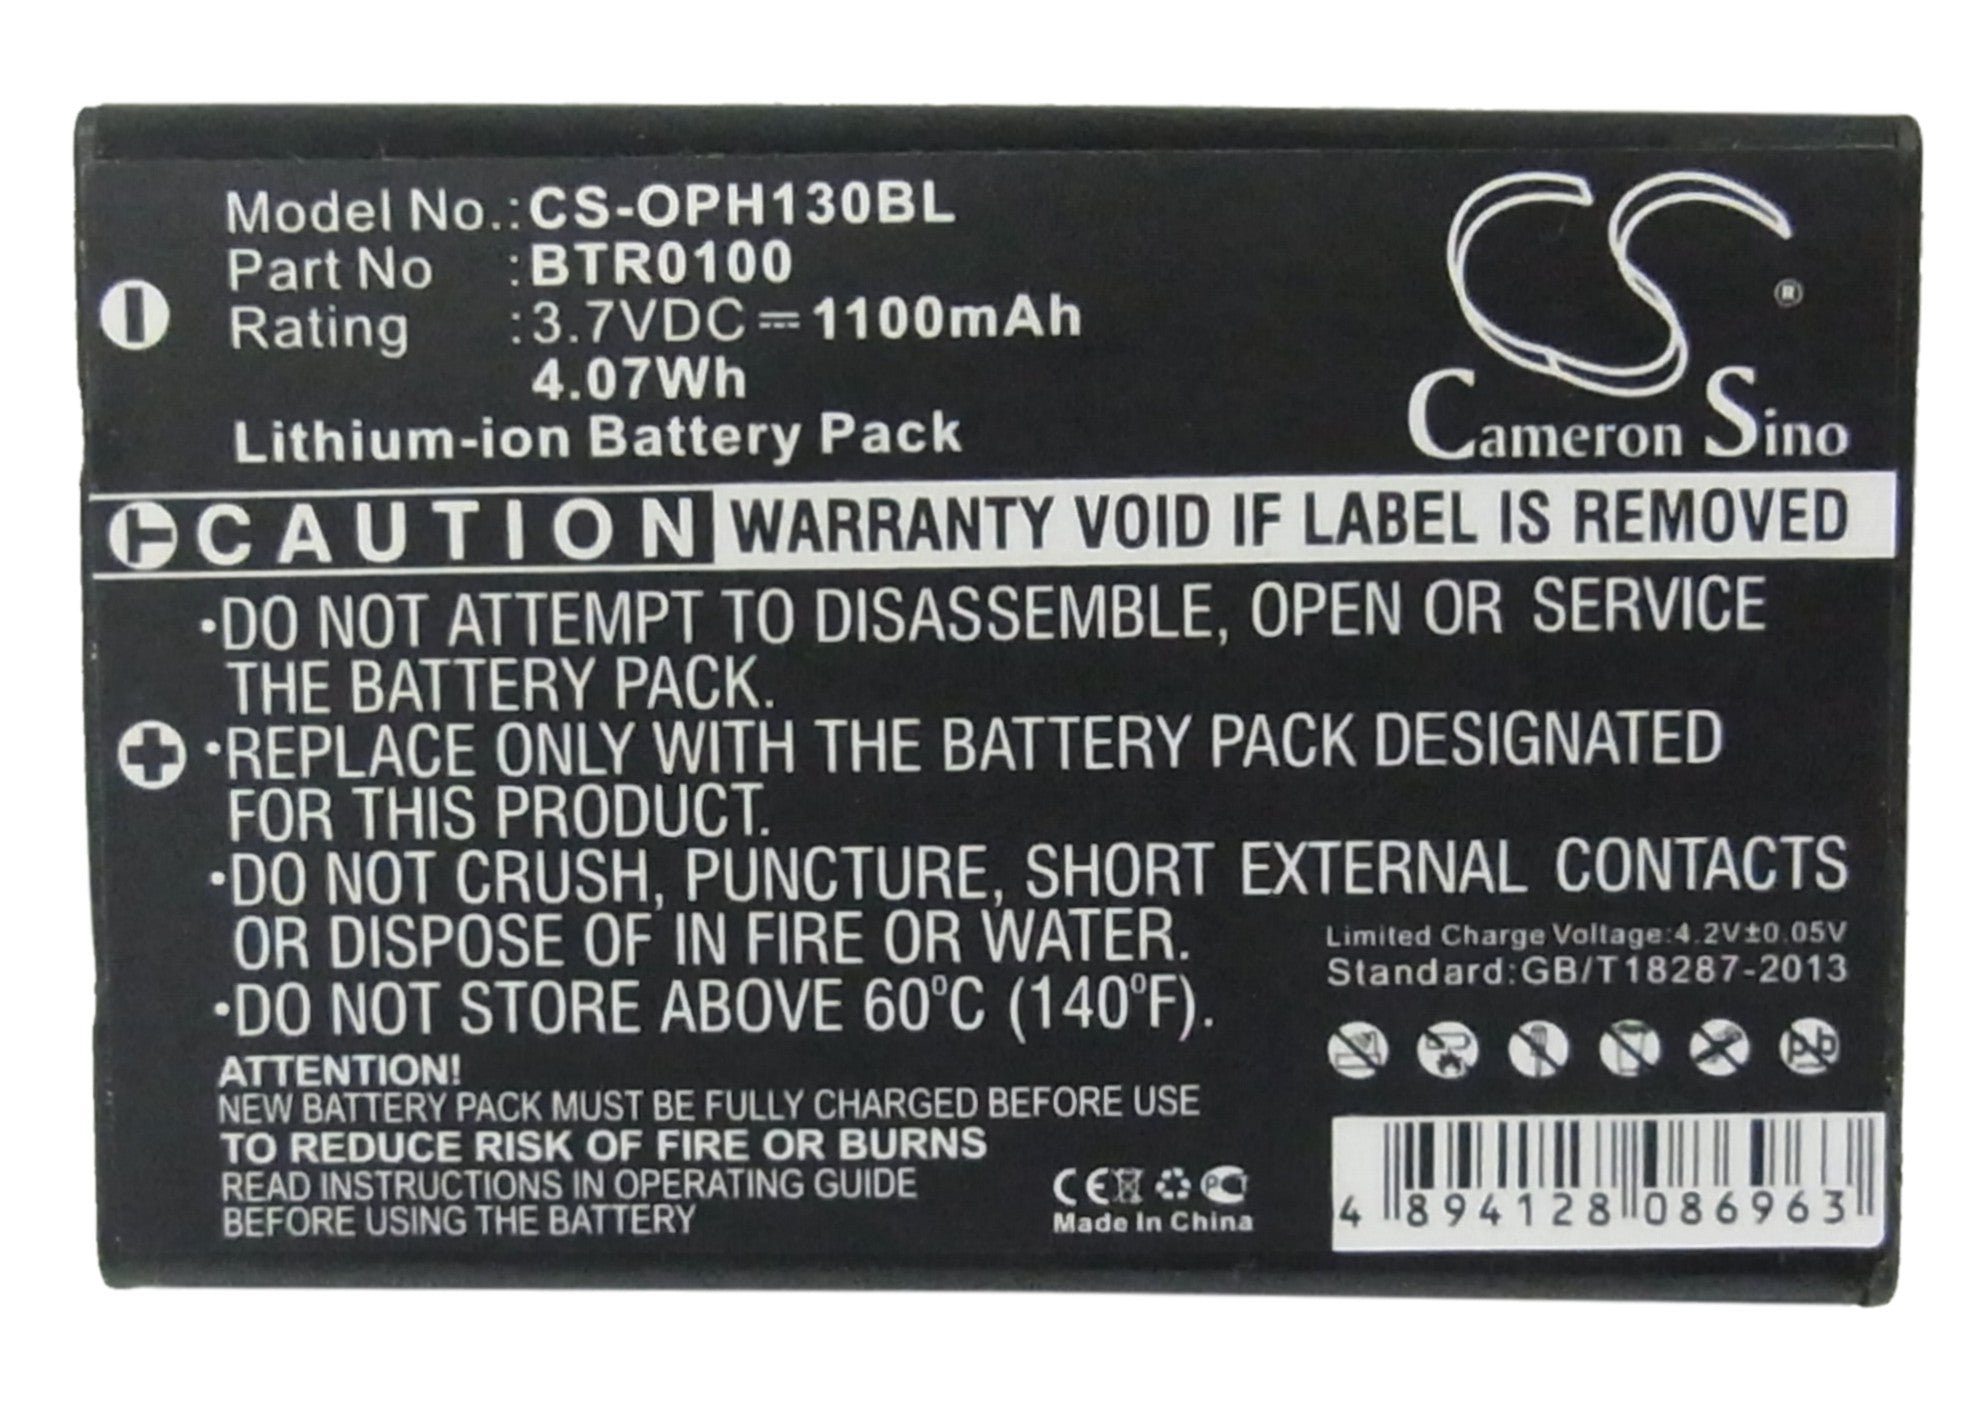 Model No.:CS-OPH130BL
Part No :BTR0100
Rating :3.7VDC⎓1100mAh
4.07Wh
Lithium-ion Battery Pack
CS
®
Cameron Sino
CAUTION WARRANTY VOID IF LABEL IS REMOVED
•DO NOT ATTEMPT TO DISASSEMBLE, OPEN OR SERVICE
THE BATTERY PACK.
•REPLACE ONLY WITH THE BATTERY PACK DESIGNATED
FOR THIS PRODUCT.
•DO NOT CRUSH, PUNCTURE, SHORT EXTERNAL CONTACTS
OR DISPOSE OF IN FIRE OR WATER.
•DO NOT STORE ABOVE 60°C (140°F).
Limited Charge Voltage:4.2V±0.05V
Standard:GB/T18287-2013
Pb
ATTENTION!
NEW BATTERY PACK MUST BE FULLY CHARGED BEFORE USE
TO REDUCE RISK OF FIRE OR BURNS
READ INSTRUCTIONS IN OPERATING GUIDE
BEFORE USING THE BATTERY
CE PCT
Made In China
4 894128 086963